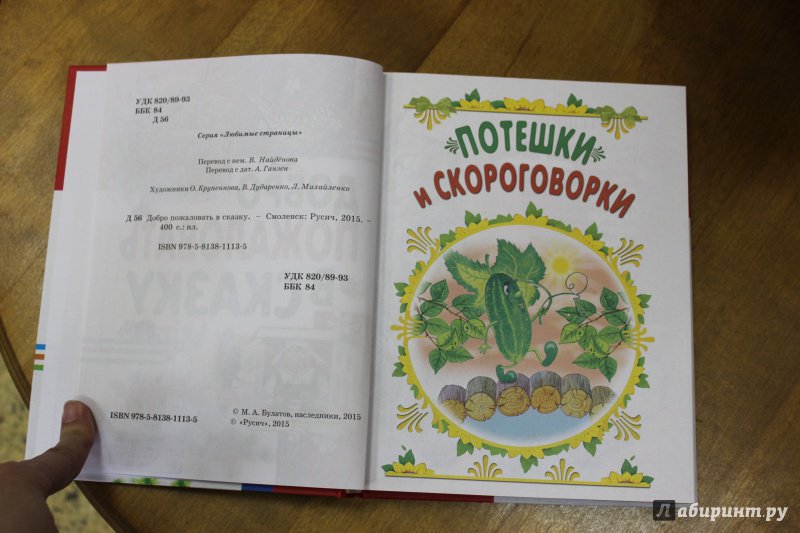 УДК 820/89-93
ББК 84
Д 56
Серия «Любимые страницы»
Перевод с нем. В. Найдёнова
Перевод с дат. А. Ганзен
Художники О. Крупенкова, В. Дударенко, Л. Михайленко
Д 56 Добро пожаловать в сказку. – Смоленск: Русич, 2015. –
400 с.: ил.
ISBN 978-5-8138-1113-5
УДК 820/89-93
ББК 84
ISBN 978-5-8138-1113-5
© М. А. Булатов, наследники, 2015
© «Русич», 2015
ПОТЕШКИ
и СКОРОГОВОРКИ
Лабиринт.ру